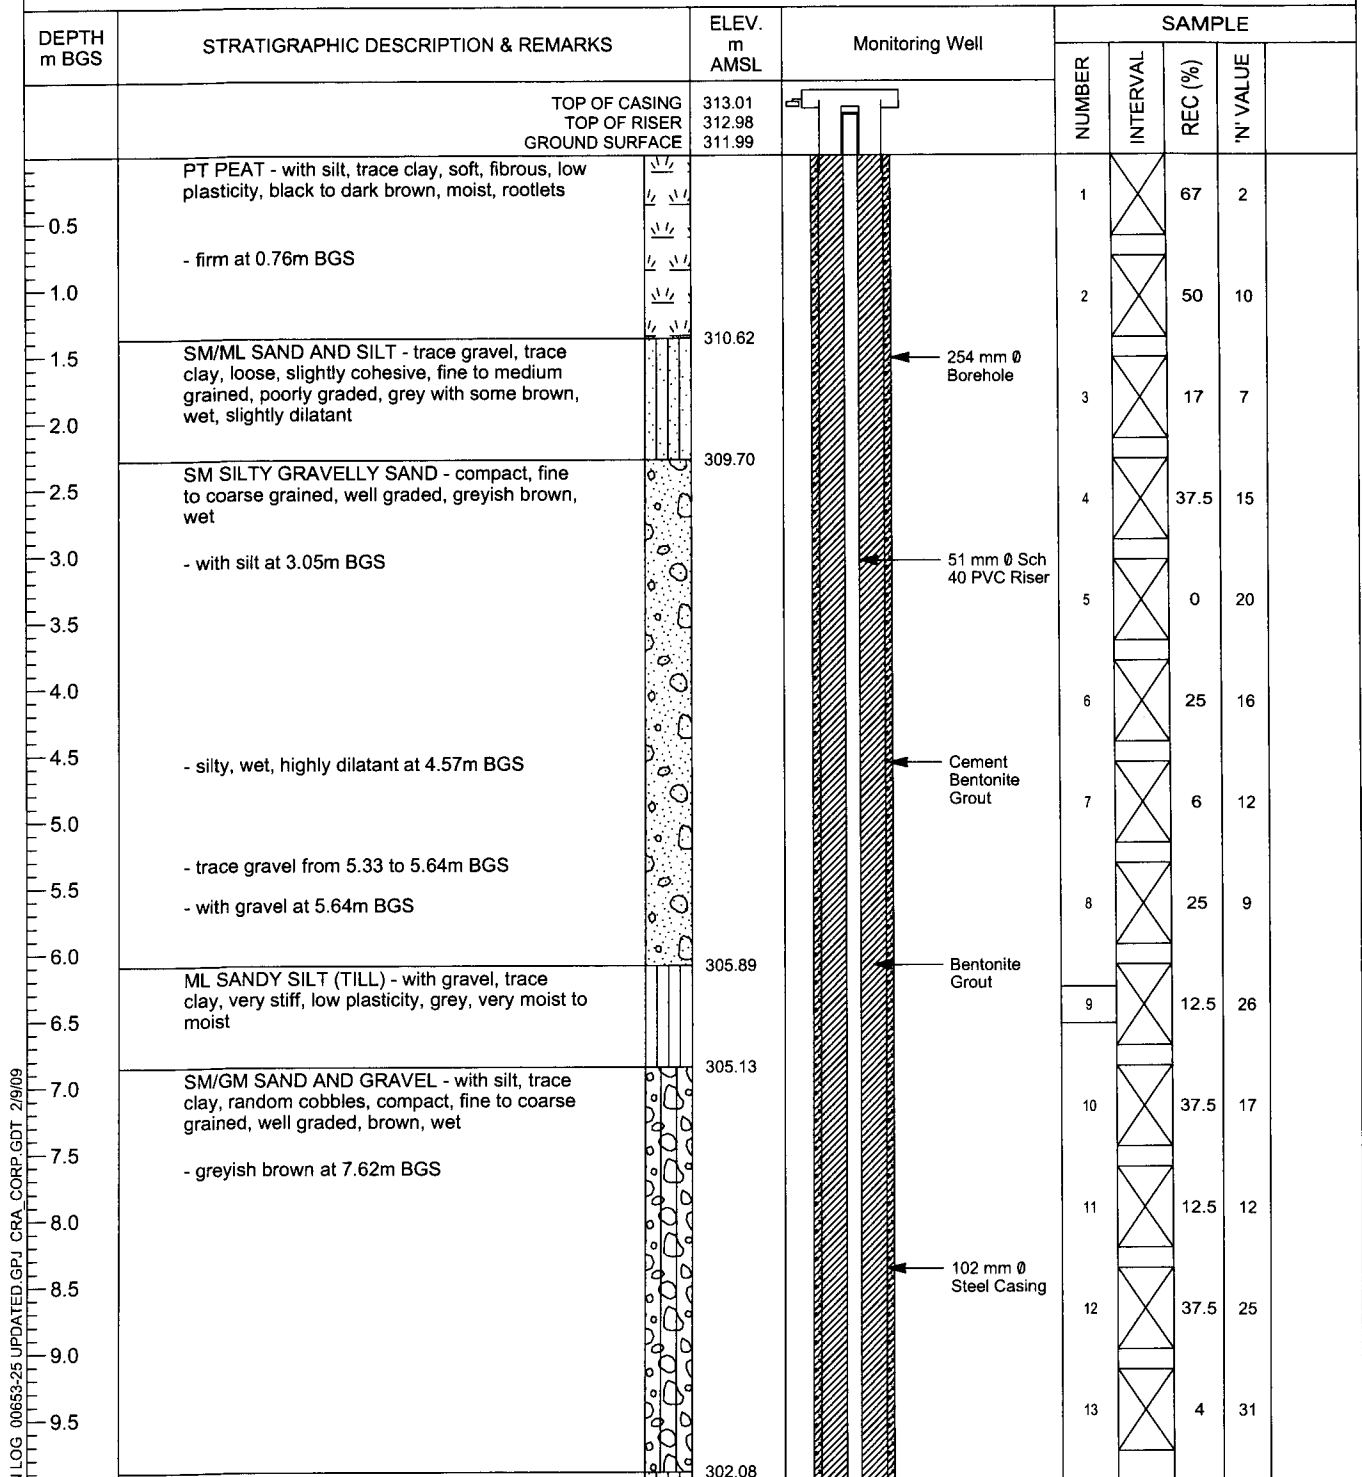 DEPTH
m BGS
STRATIGRAPHIC DESCRIPTION & REMARKS
ELEV.
m
AMSL
Monitoring Well
SAMPLE
NUMBER
INTERVAL
REC (%)
'N' VALUE
TOP OF CASING 313.01
TOP OF RISER 312.98
GROUND SURFACE 311.99
PT PEAT - with silt, trace clay, soft, fibrous, low
plasticity, black to dark brown, moist, rootlets
1 67 2
0.5
- firm at 0.76m BGS
1.0
2 50 10
310.62
SM/ML SAND AND SILT - trace gravel, trace
clay, loose, slightly cohesive, fine to medium
grained, poorly graded, grey with some brown,
wet, slightly dilatant
1.5
254 mm Ø
Borehole
3 17 7
2.0
309.70
SM SILTY GRAVELLY SAND - compact, fine
to coarse grained, well graded, greyish brown,
wet
2.5
4 37.5 15
3.0
- with silt at 3.05m BGS
51 mm Ø Sch
40 PVC Riser
5 0 20
3.5
4.0
6 25 16
4.5
- silty, wet, highly dilatant at 4.57m BGS
Cement
Bentonite
Grout
7 6 12
5.0
- trace gravel from 5.33 to 5.64m BGS
5.5
- with gravel at 5.64m BGS
8 25 9
6.0
305.89
ML SANDY SILT (TILL) - with gravel, trace
clay, very stiff, low plasticity, grey, very moist to
moist
Bentonite
Grout
9 12.5 26
6.5
305.13
SM/GM SAND AND GRAVEL - with silt, trace
clay, random cobbles, compact, fine to coarse
grained, well graded, brown, wet
7.0
10 37.5 17
7.5
- greyish brown at 7.62m BGS
11 12.5 12
8.0
102 mm Ø
Steel Casing
8.5
12 37.5 25
9.0
9.5
13 4 31
302.08
LOG 00653-25 UPDATED.GPJ CRA_CORP.GDT 2/9/09